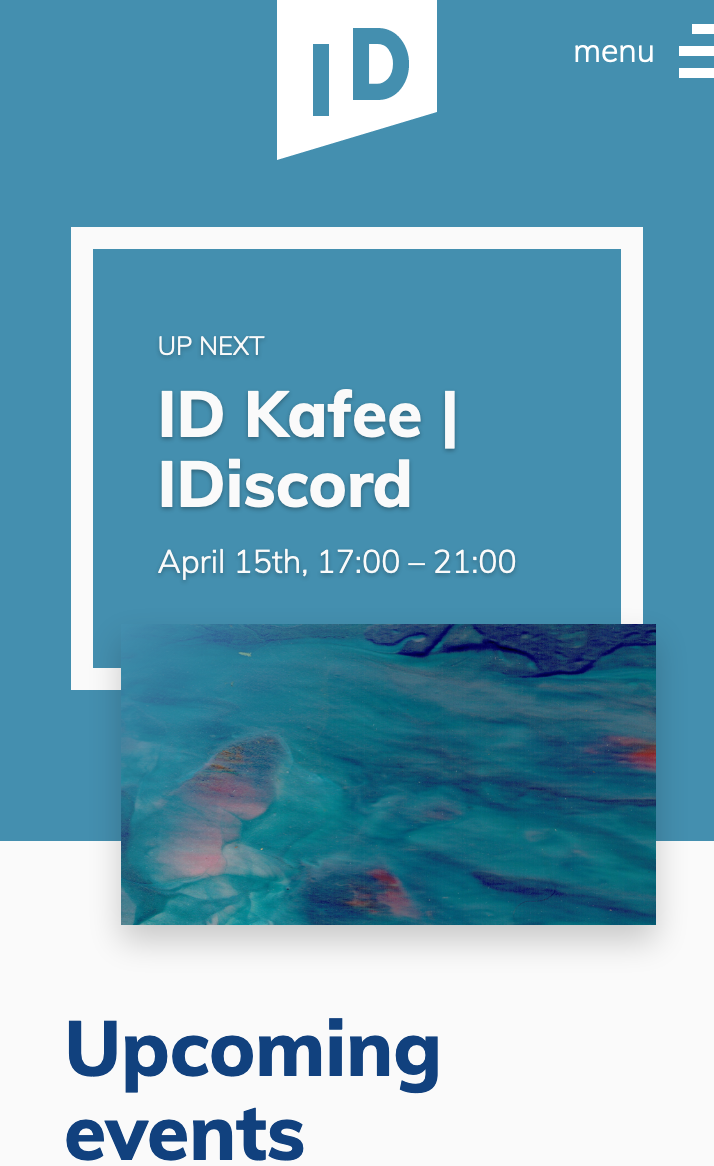 ID
menu
UP NEXT
ID Kafee |
IDiscord
April 15th, 17:00 – 21:00
Upcoming
events